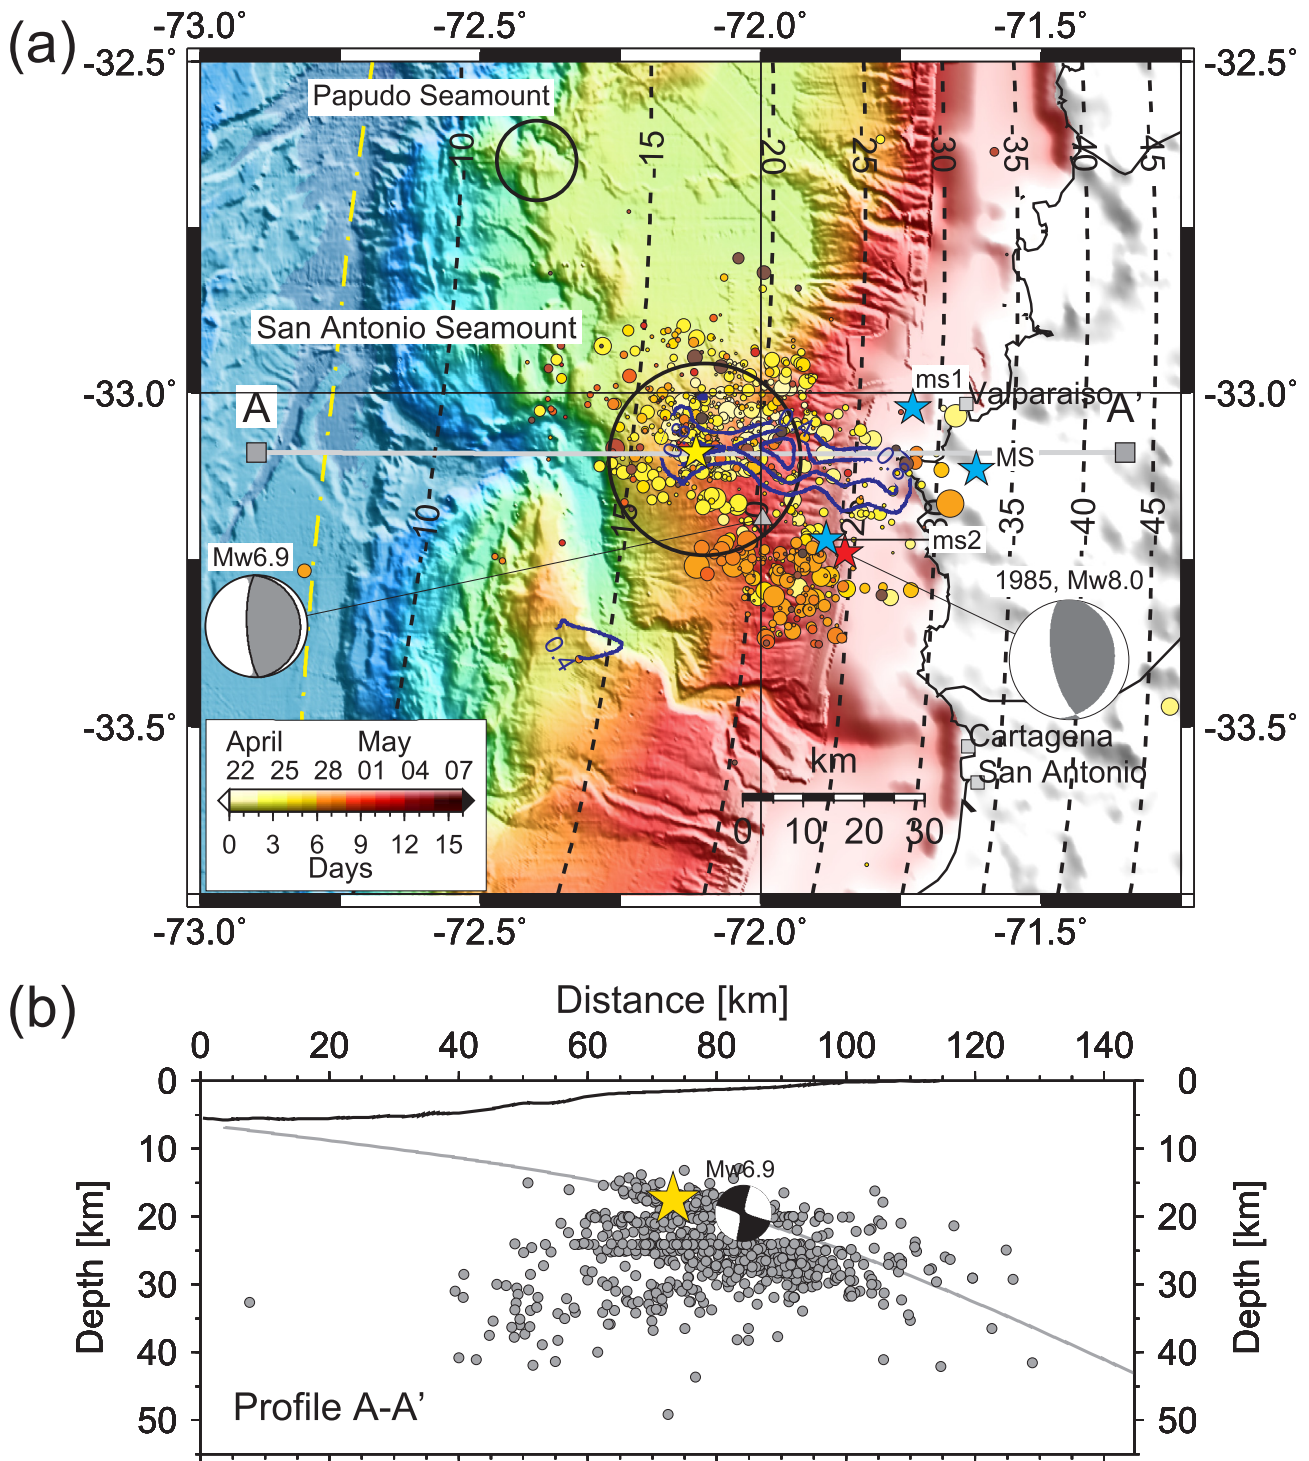 (a)
-73.0° -72.5° -72.0° -71.5°
-32.5° -32.5°
Papudo Seamount
10 15 20 25 30 35 40 45
San Antonio Seamount
ms1
-33.0° -33.0°
Valparaiso
A A'
MS
10 15 35 40 45
ms2
Mw6.9
1985, Mw8.0
0.4
-33.5° -33.5°
April May
22 25 28 01 04 07
0 3 6 9 12 15
Days
Cartagena
San Antonio
km
0 10 20 30
-73.0° -72.5° -72.0° -71.5°
(b)
Distance [km]
0 20 40 60 80 100 120 140
0 0
10 10
Mw6.9
20 20
30 30
40 40
50 50
Depth [km]
Depth [km]
Profile A-A'